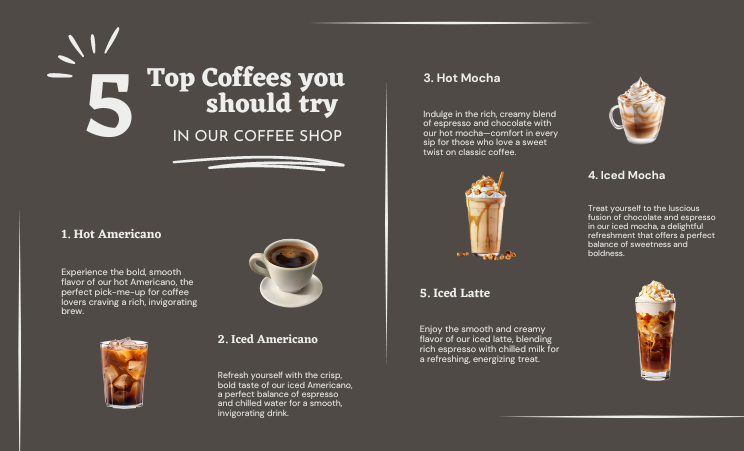 5
Top Coffees you
should try
IN OUR COFFEE SHOP
1. Hot Americano
Experience the bold, smooth
flavor of our hot Americano, the
perfect pick-me-up for coffee
lovers craving a rich, invigorating
brew.
2. Iced Americano
Refresh yourself with the crisp,
bold taste of our iced Americano,
a perfect balance of espresso
and chilled water for a smooth,
invigorating drink.
3. Hot Mocha
Indulge in the rich, creamy blend
of espresso and chocolate with
our hot mocha—comfort in every
sip for those who love a sweet
twist on classic coffee.
4. Iced Mocha
Treat yourself to the luscious
fusion of chocolate and espresso
in our iced mocha, a delightful
refreshment that offers a perfect
balance of sweetness and
boldness.
5. Iced Latte
Enjoy the smooth and creamy
flavor of our iced latte, blending
rich espresso with chilled milk for
a refreshing, energizing treat.